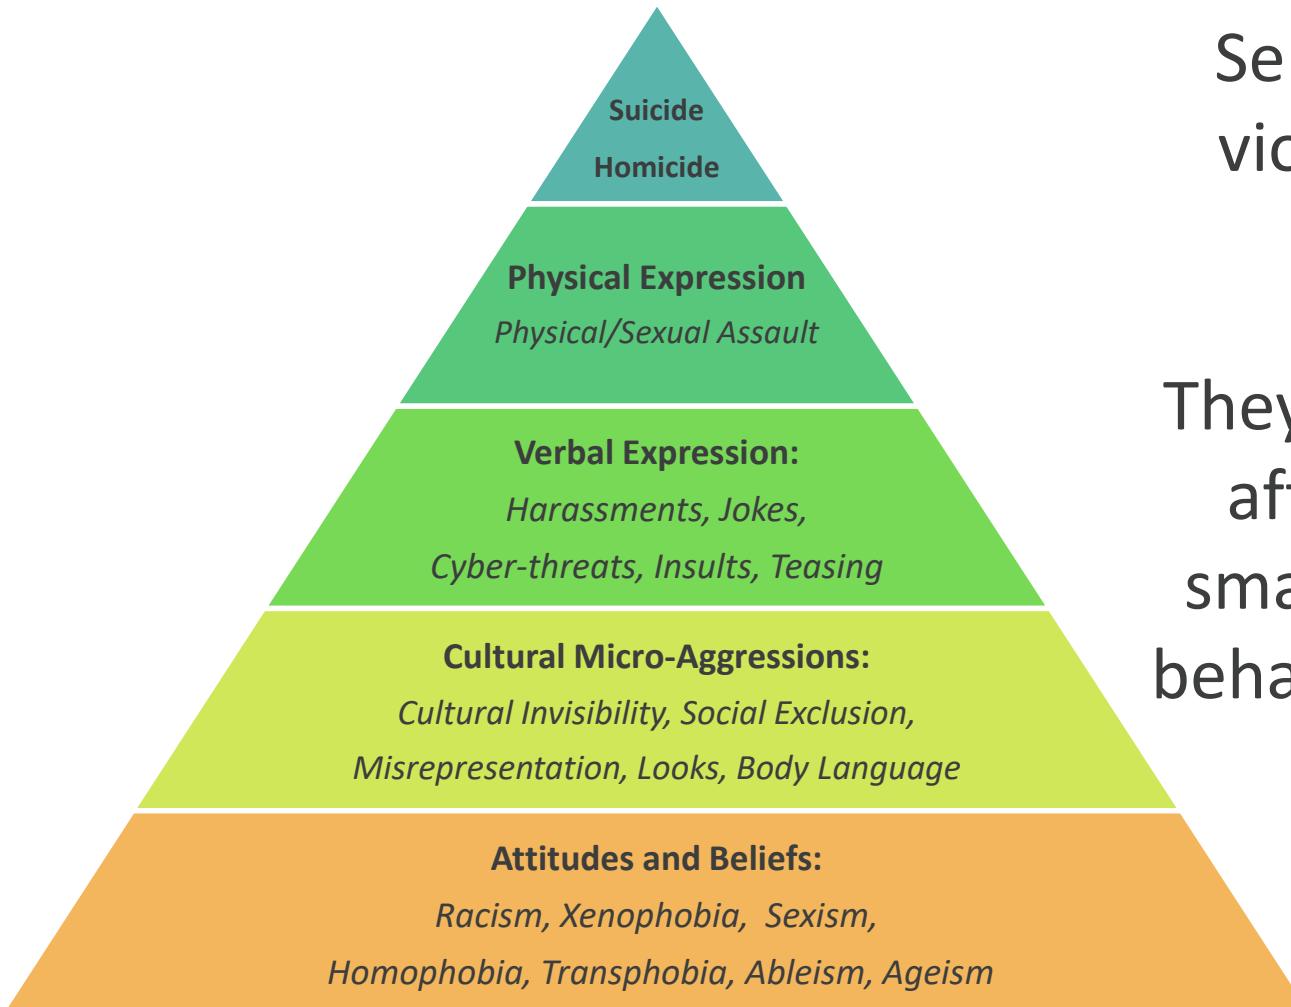 Suicide
Homicide
Physical Expression
Physical/Sexual Assault
Verbal Expression:
Harassments, Jokes,
Cyber-threats, Insults, Teasing
Cultural Micro-Aggressions:
Cultural Invisibility, Social Exclusion,
Misrepresentation, Looks, Body Language
Attitudes and Beliefs:
Racism, Xenophobia, Sexism,
Homophobia, Transphobia, Ableism, Ageism
They